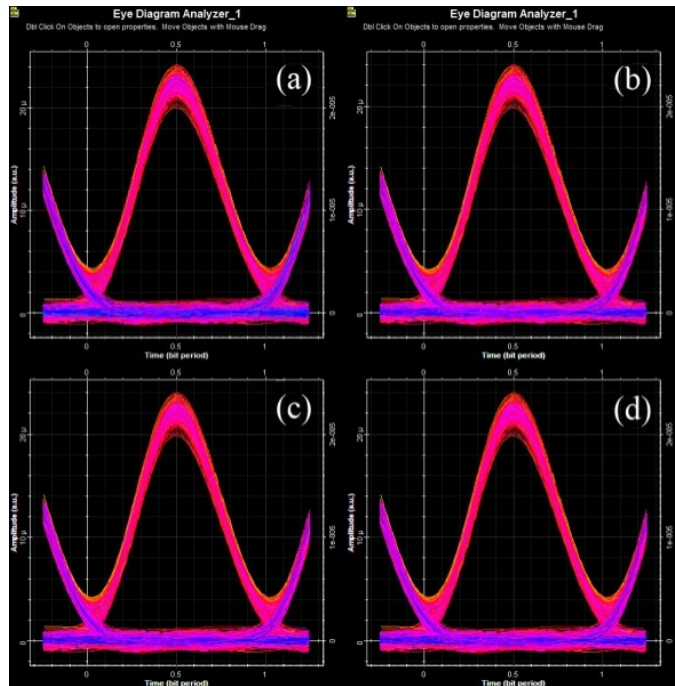 Eye Diagram Analyzer_1
Dbl Click On Objects to open properties. Move Objects with Mouse Drag
0 0.5 1
(a)
Amplitude (a.u.)
20 μ
10 μ
0
2e-005
1e-005
0
0 0.5 1
Time (bit period)
Eye Diagram Analyzer_1
Dbl Click On Objects to open properties. Move Objects with Mouse Drag
0 0.5 1
(b)
Amplitude (a.u.)
20 μ
10 μ
0
2e-005
1e-005
0
0 0.5 1
Time (bit period)
0 0.5 1
(c)
Amplitude (a.u.)
20 μ
10 μ
0
2e-005
1e-005
0
0 0.5 1
Time (bit period)
0 0.5 1
(d)
Amplitude (a.u.)
20 μ
10 μ
0
2e-005
1e-005
0
0 0.5 1
Time (bit period)